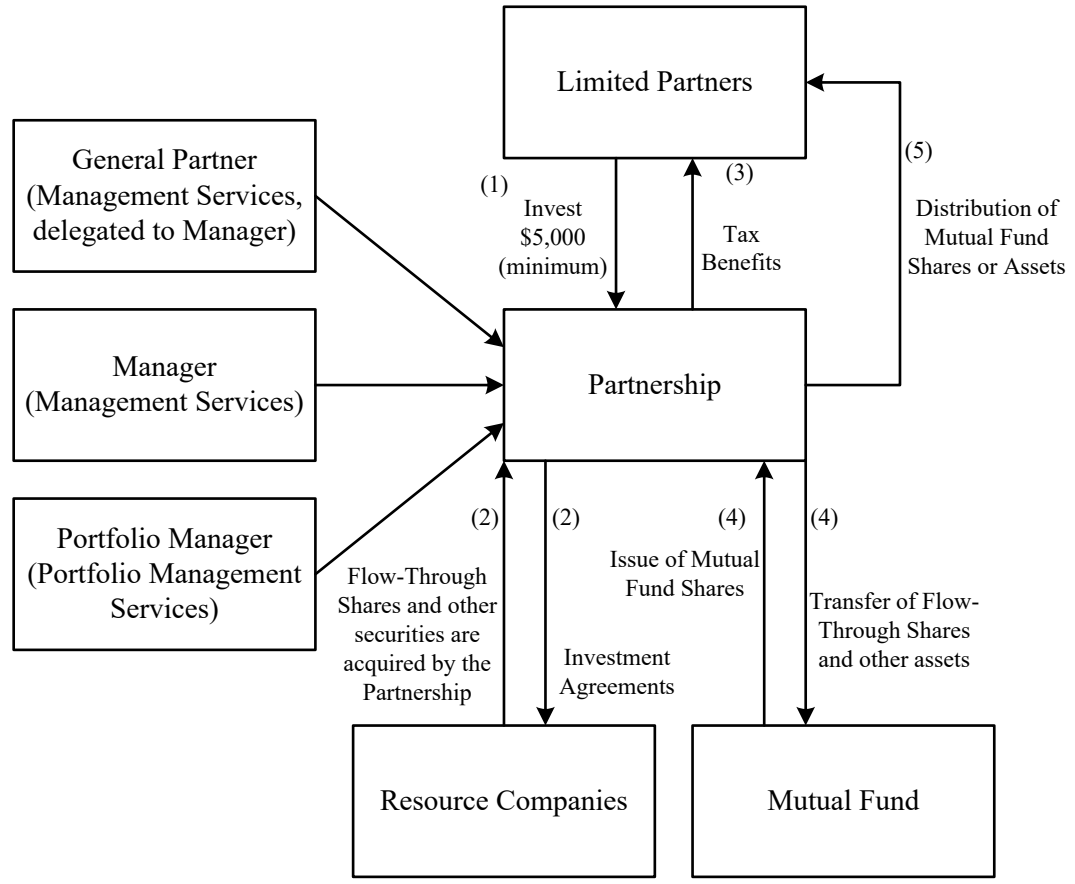 Limited Partners
General Partner
(Management Services,
delegated to Manager)
(1)
Invest
$5,000
(minimum)
(3)
Tax
Benefits
(5)
Distribution of
Mutual Fund
Shares or Assets
Manager
(Management Services)
Partnership
Portfolio Manager
(Portfolio Management
Services)
(2)
Flow-Through
Shares and other
securities are
acquired by the
Partnership
(2)
Investment
Agreements
(4)
Issue of Mutual
Fund Shares
(4)
Transfer of Flow-
Through Shares
and other assets
Resource Companies
Mutual Fund